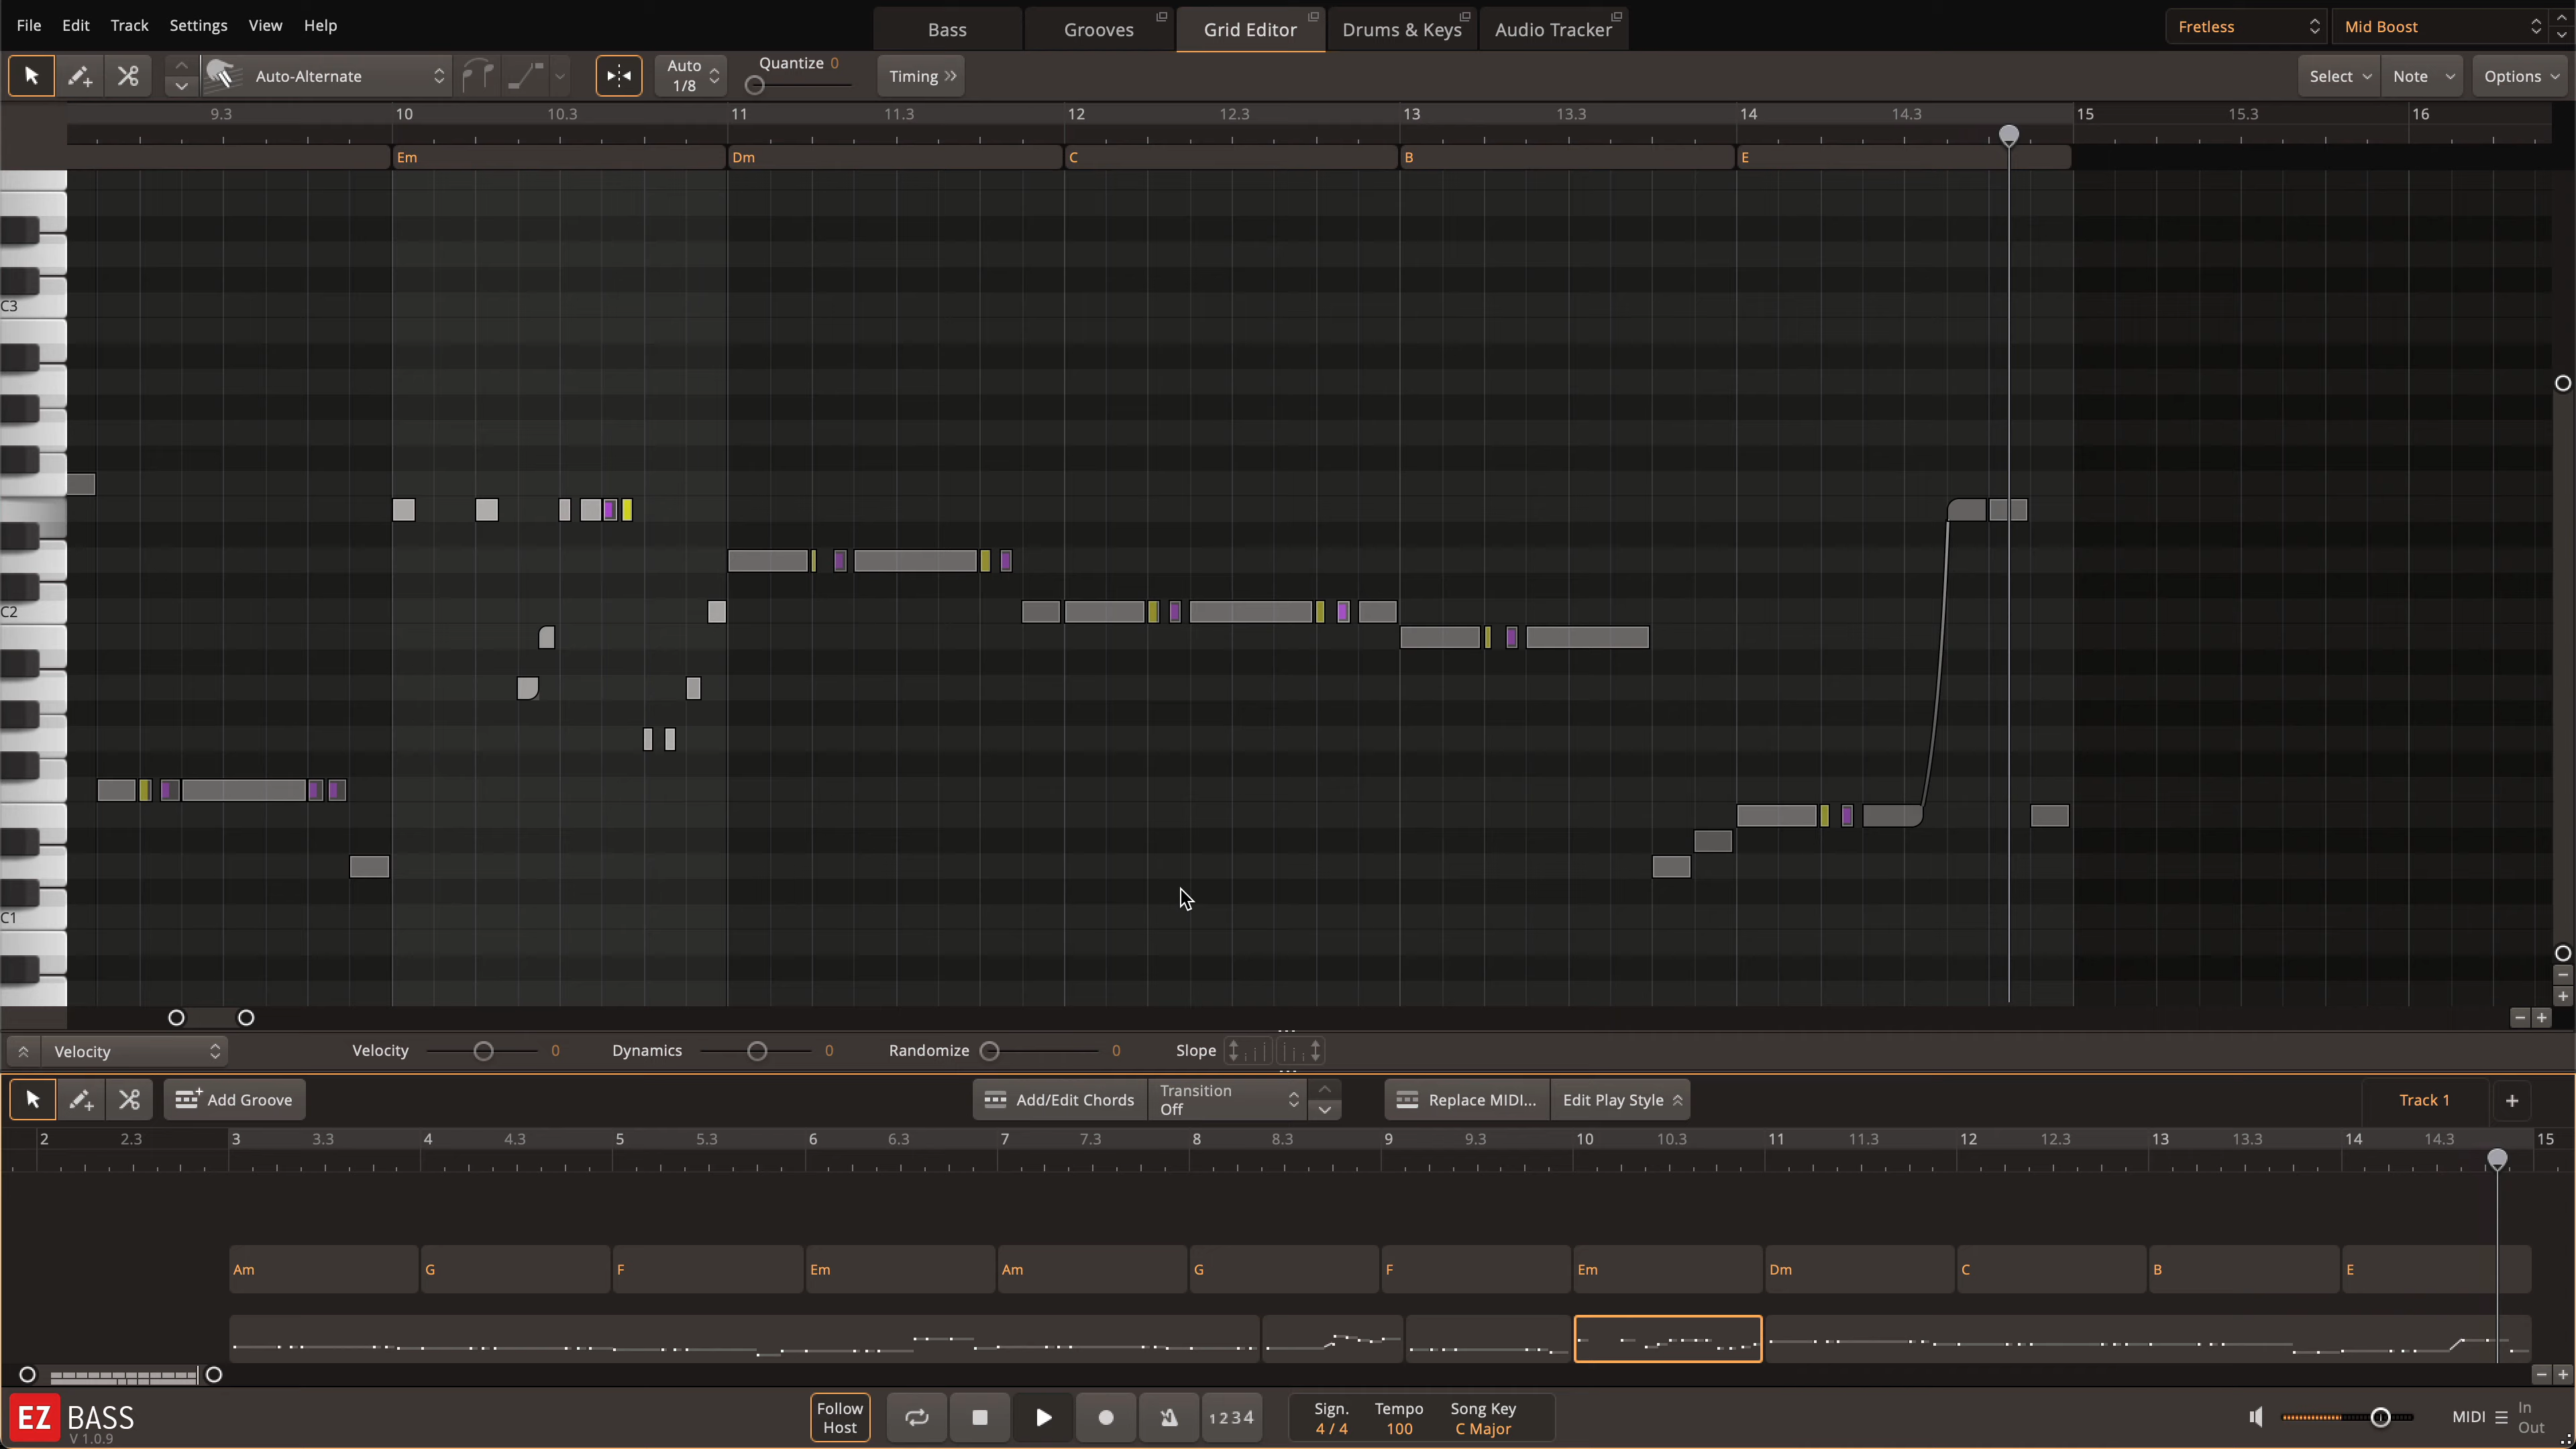 File Edit Track Settings View Help
Bass Grooves Grid Editor Drums & Keys Audio Tracker
Fretless Mid Boost
Auto-Alternate
Auto
1/8
Quantize 0
Timing
Select Note Options
9.3 10 10.3 11 11.3 12 12.3 13 13.3 14 14.3 15 15.3 16
Em Dm C B E
C3
C2
C1
Velocity Velocity 0 Dynamics 0 Randomize 0 Slope
Add Groove
Add/Edit Chords
Transition
Off
Replace MIDI...
Edit Play Style
Track 1
2 2.3 3 3.3 4 4.3 5 5.3 6 6.3 7 7.3 8 8.3 9 9.3 10 10.3 11 11.3 12 12.3 13 13.3 14 14.3 15
Am G F Em Am G F Em Dm C B E
EZ BASS
V 1.0.9
Follow
Host
1 2 3 4
Sign. Tempo Song Key
4 / 4 100 C Major
MIDI
In
Out